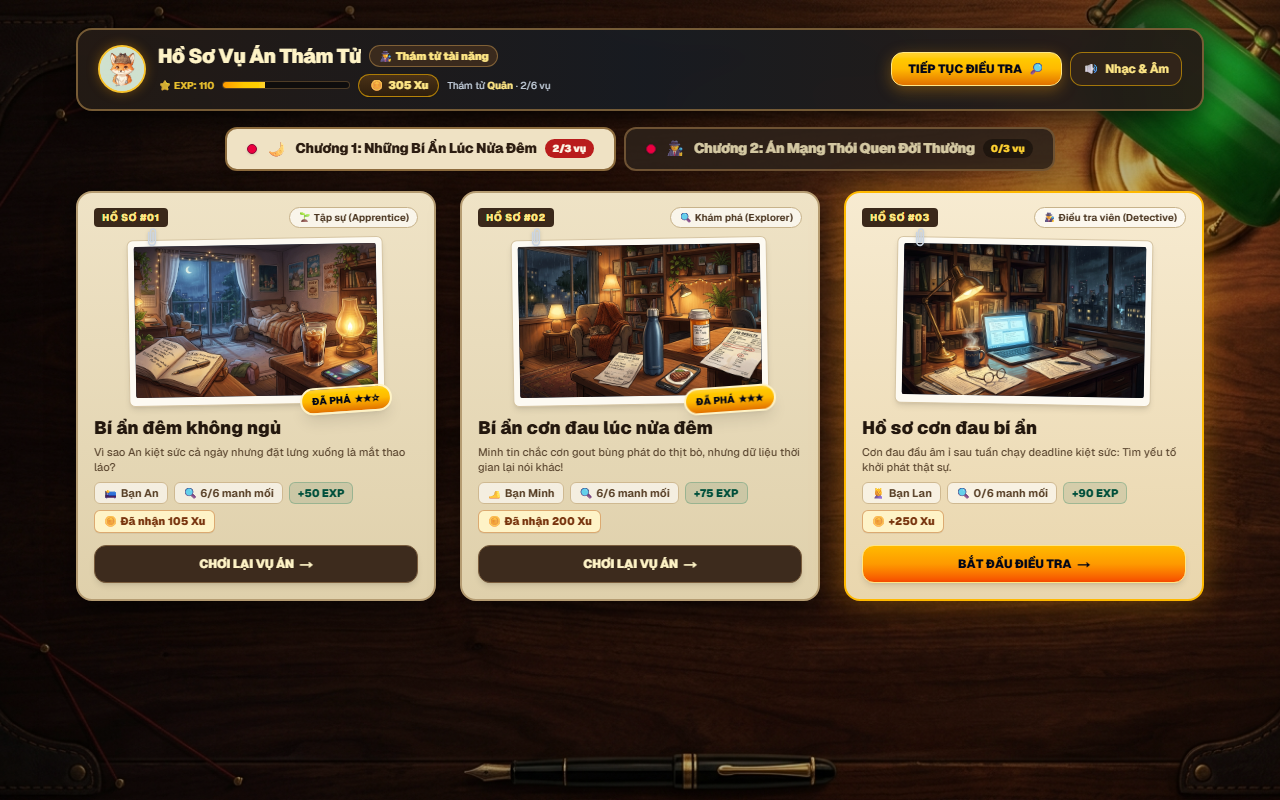 Hồ Sơ Vụ Án Thám Tử
Thám tử tài năng
EXP: 110
305 Xu
Thám tử Quân · 2/6 vụ
TIẾP TỤC ĐIỀU TRA
Nhạc & Âm
Chương 1: Những Bí Ẩn Lúc Nửa Đêm 2/3 vụ
Chương 2: Án Mạng Thói Quen Đời Thường 0/3 vụ
HỒ SƠ #01
Tập sự (Apprentice)
ĐÃ PHÁ ★★☆
Bí ẩn đêm không ngủ
Vì sao An kiệt sức cả ngày nhưng đặt lưng xuống là mắt thao
láo?
Bạn An
6/6 manh mối
+50 EXP
Đã nhận 105 Xu
CHƠI LẠI VỤ ÁN →
HỒ SƠ #02
Khám phá (Explorer)
ĐÃ PHÁ ★★★
Bí ẩn cơn đau lúc nửa đêm
Minh tin chắc cơn gout bùng phát do thịt bò, nhưng dữ liệu thời
gian lại nói khác!
Bạn Minh
6/6 manh mối
+75 EXP
Đã nhận 200 Xu
CHƠI LẠI VỤ ÁN →
HỒ SƠ #03
Điều tra viên (Detective)
Hồ sơ cơn đau bí ẩn
Cơn đau đầu âm ỉ sau tuần chạy deadline kiệt sức: Tìm yếu tố
khởi phát thật sự.
Bạn Lan
0/6 manh mối
+90 EXP
+250 Xu
BẮT ĐẦU ĐIỀU TRA →